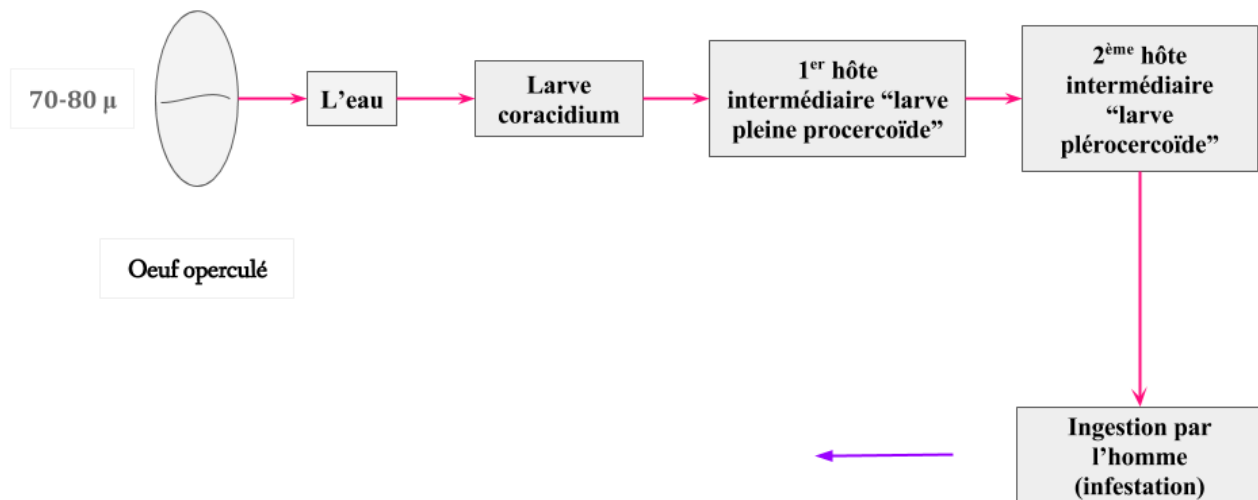 70-80 μ
L’eau
Larve
coracidium
1er hôte
intermédiaire “larve
pleine procercoïde”
2ème hôte
intermédiaire
“larve
plérocercoïde”
Oeuf operculé
Ingestion par
l’homme
(infestation)